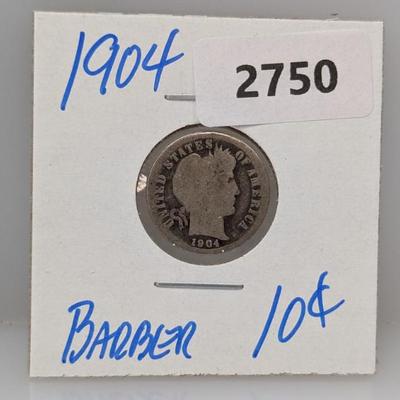 1904
2750
UNITED STATES OF AMERICA
1904
BARBER 10¢